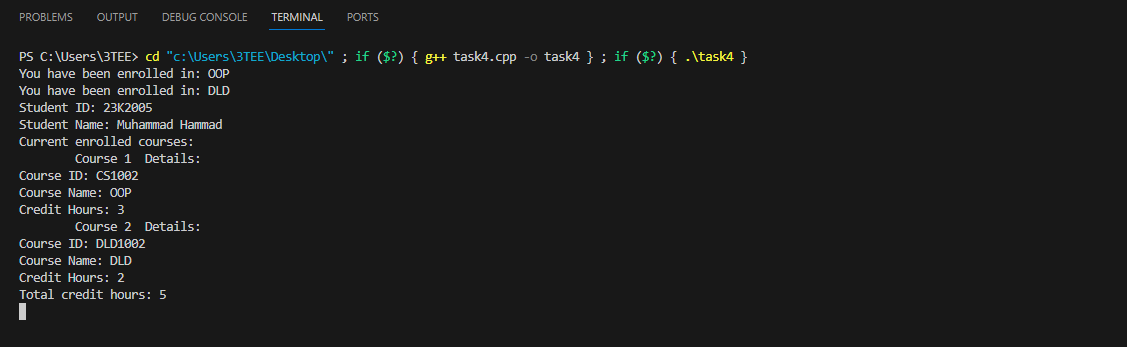 PROBLEMS OUTPUT DEBUG CONSOLE TERMINAL PORTS
PS C:\Users\3TEE> cd "c:\Users\3TEE\Desktop\" ; if ($?) { g++ task4.cpp -o task4 } ; if ($?) { .\task4 }
You have been enrolled in: OOP
You have been enrolled in: DLD
Student ID: 23K2005
Student Name: Muhammad Hammad
Current enrolled courses:
        Course 1  Details:
Course ID: CS1002
Course Name: OOP
Credit Hours: 3
        Course 2  Details:
Course ID: DLD1002
Course Name: DLD
Credit Hours: 2
Total credit hours: 5